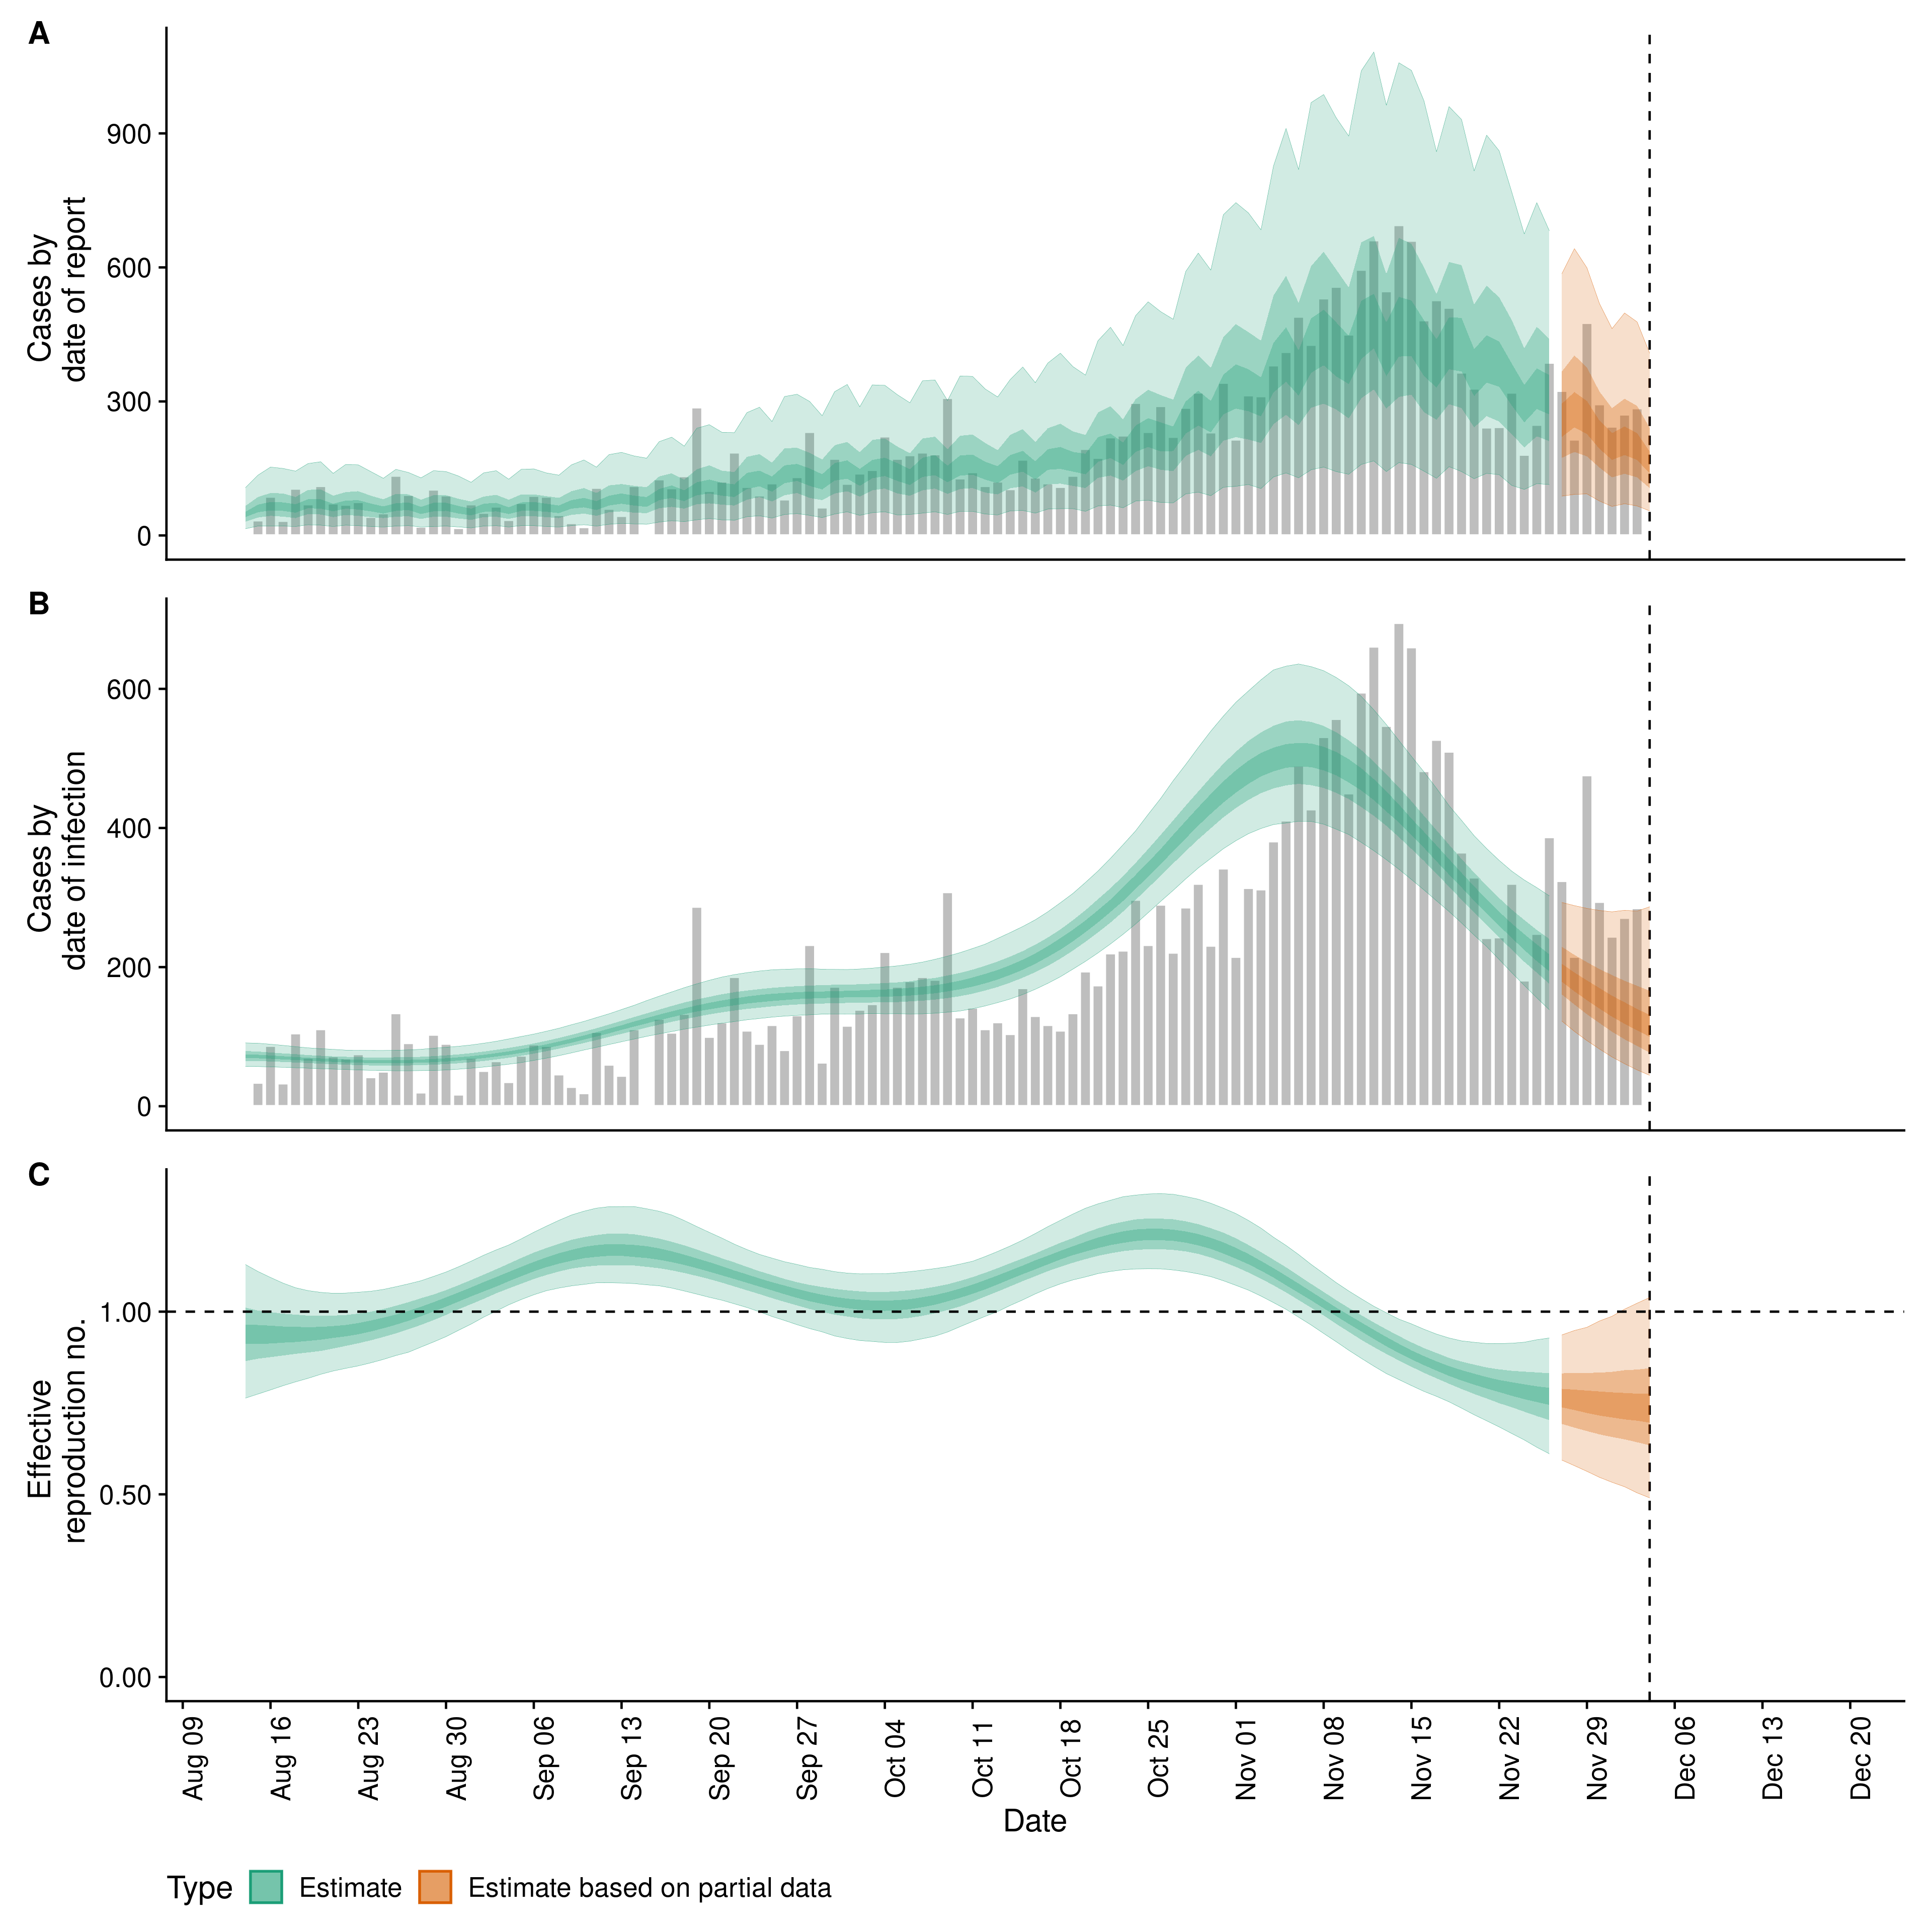 A
Cases by
date of report
900
600
300
0
B
Cases by
date of infection
600
400
200
0
C
Effective
reproduction no.
1.00
0.50
0.00
Aug 09
Aug 16
Aug 23
Aug 30
Sep 06
Sep 13
Sep 20
Sep 27
Oct 04
Oct 11
Oct 18
Oct 25
Nov 01
Nov 08
Nov 15
Nov 22
Nov 29
Dec 06
Dec 13
Dec 20
Date
Type Estimate Estimate based on partial data